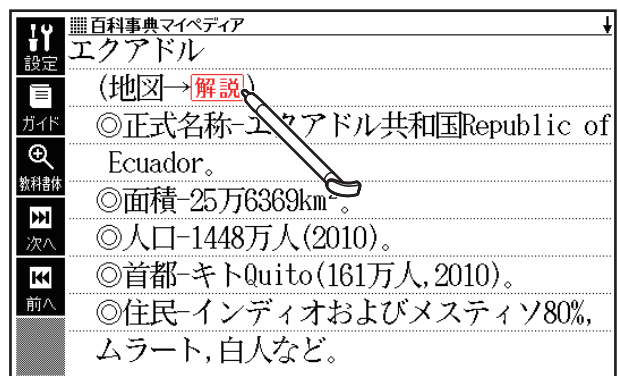 百科事典マイペディア
設定
ガイド
教科書体
次へ
前へ
エクアドル
(地図→解説)
◎正式名称-エクアドル共和国Republic of
Ecuador。
◎面積-25万6369km²。
◎人口-1448万人(2010)。
◎首都-キトQuito(161万人,2010)。
◎住民-インディオおよびメスティソ80%,
ムラート,白人など。